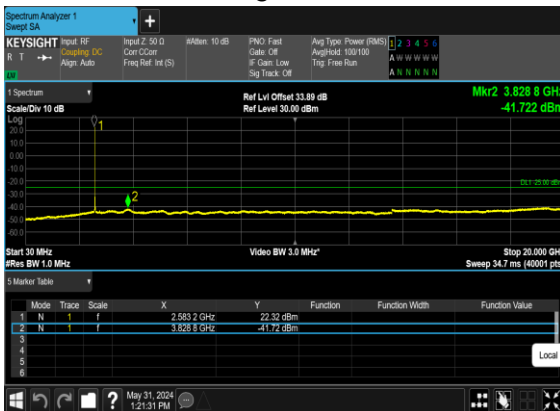 Spectrum Analyzer 1
Swept SA
KEYSIGHT Input: RF Input Z: 50 Ω #Atten: 10 dB PNO: Fast Avg Type: Power (RMS) 1 2 3 4 5 6
R T Coupling: DC Corr CCorr Gate: Off Avg|Hold: 100/100 A W W W W W
Align: Auto Freq Ref: Int (S) IF Gain: Low Trig: Free Run
Sig Track: Off A N N N N N
LV
1 Spectrum Ref Lvl Offset 33.89 dB Mkr2 3.828 8 GHz
Scale/Div 10 dB Ref Level 30.00 dBm -41.722 dBm
Log
20.0
10.0
0.00
-10.0
-20.0
-30.0
-40.0
-50.0
-60.0
1
2
DL1 -25.00 dBm
Start 30 MHz Video BW 3.0 MHz* Stop 20.000 GHz
#Res BW 1.0 MHz Sweep 34.7 ms (40001 pts
5 Marker Table
Mode Trace Scale X Y Function Function Width Function Value
1 N 1 f 2.583 2 GHz 22.32 dBm
2 N 1 f 3.828 8 GHz -41.72 dBm
3
4
5
6
Local
May 31, 2024
1:21:31 PM